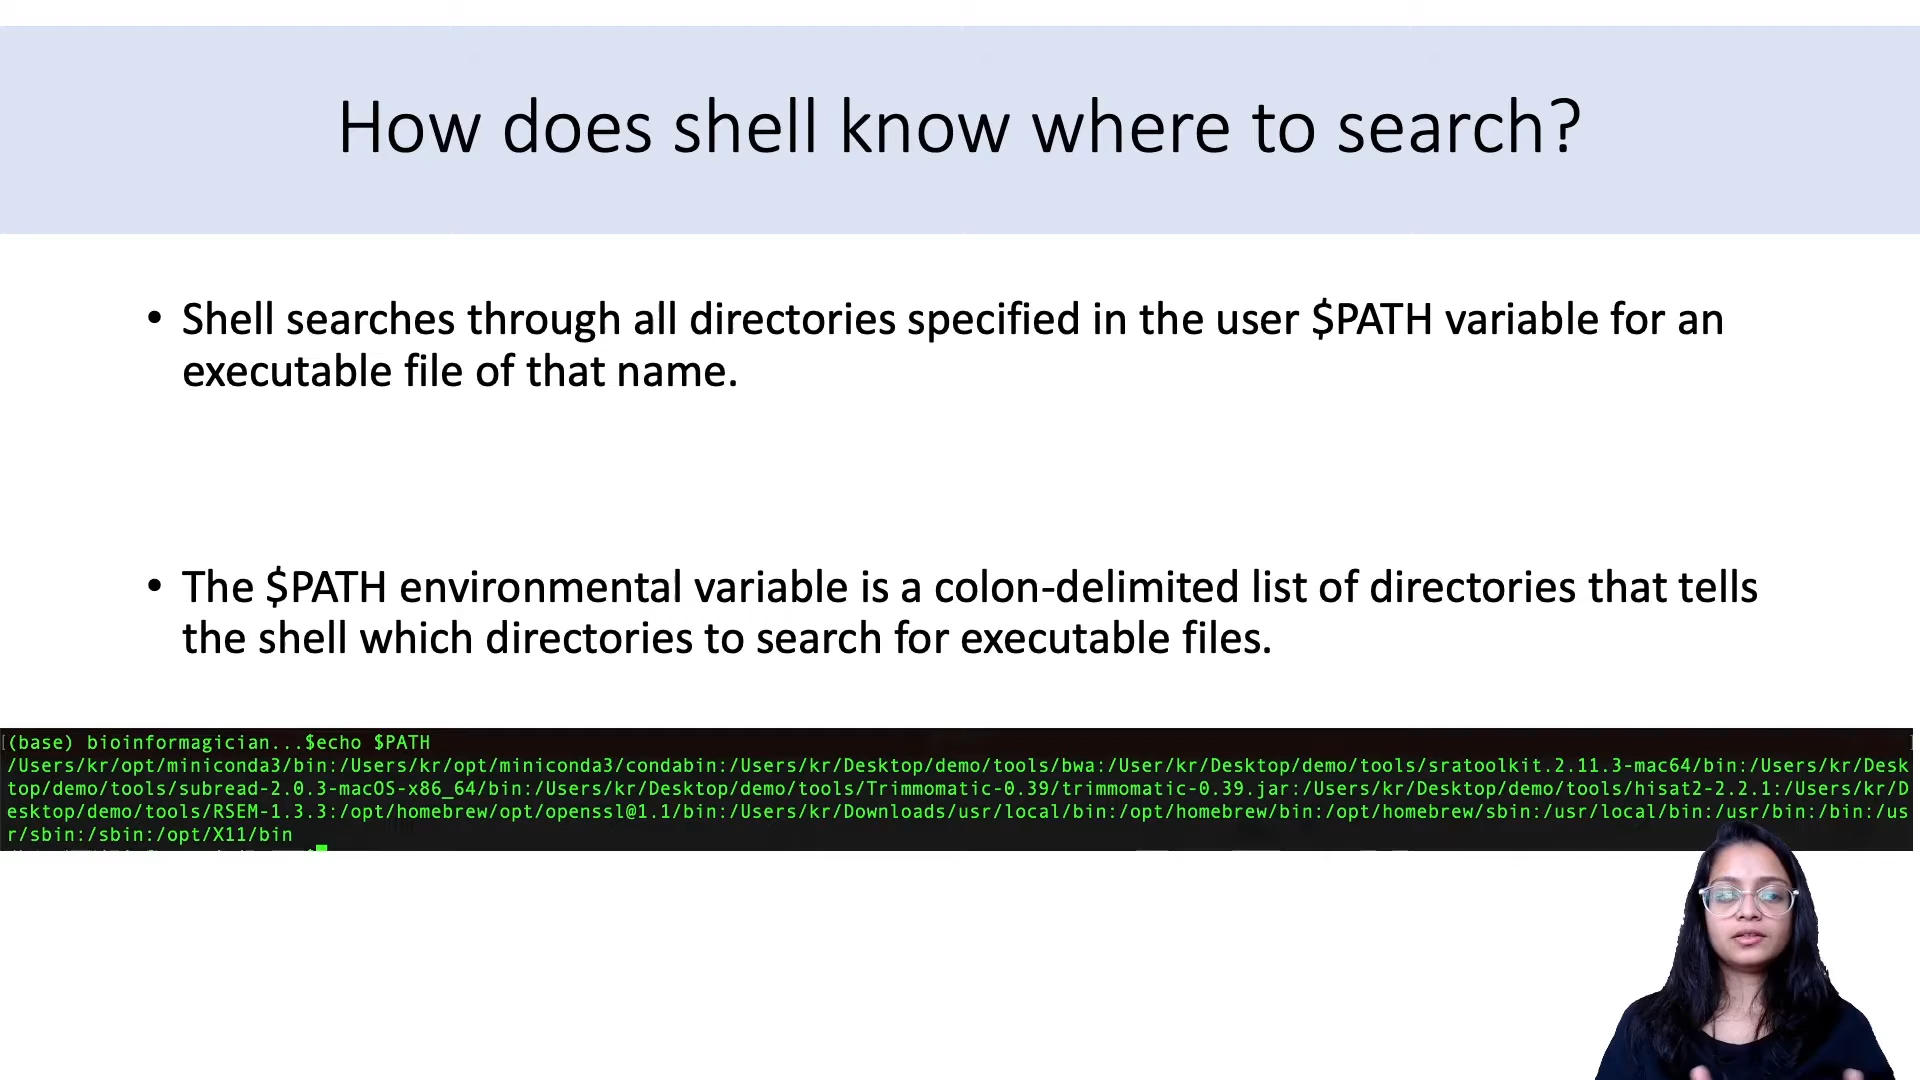 How does shell know where to search?
• Shell searches through all directories specified in the user $PATH variable for an
executable file of that name.
• The $PATH environmental variable is a colon-delimited list of directories that tells
the shell which directories to search for executable files.
[(base) bioinformagician...$echo $PATH ]
/Users/kr/opt/miniconda3/bin:/Users/kr/opt/miniconda3/condabin:/Users/kr/Desktop/demo/tools/bwa:/User/kr/Desktop/demo/tools/sratoolkit.2.11.3-mac64/bin:/Users/kr/Desk
top/demo/tools/subread-2.0.3-macOS-x86_64/bin:/Users/kr/Desktop/demo/tools/Trimmomatic-0.39/trimmomatic-0.39.jar:/Users/kr/Desktop/demo/tools/hisat2-2.2.1:/Users/kr/D
esktop/demo/tools/RSEM-1.3.3:/opt/homebrew/opt/openssl@1.1/bin:/Users/kr/Downloads/usr/local/bin:/opt/homebrew/bin:/opt/homebrew/sbin:/usr/local/bin:/usr/bin:/bin:/us
r/sbin:/sbin:/opt/X11/bin